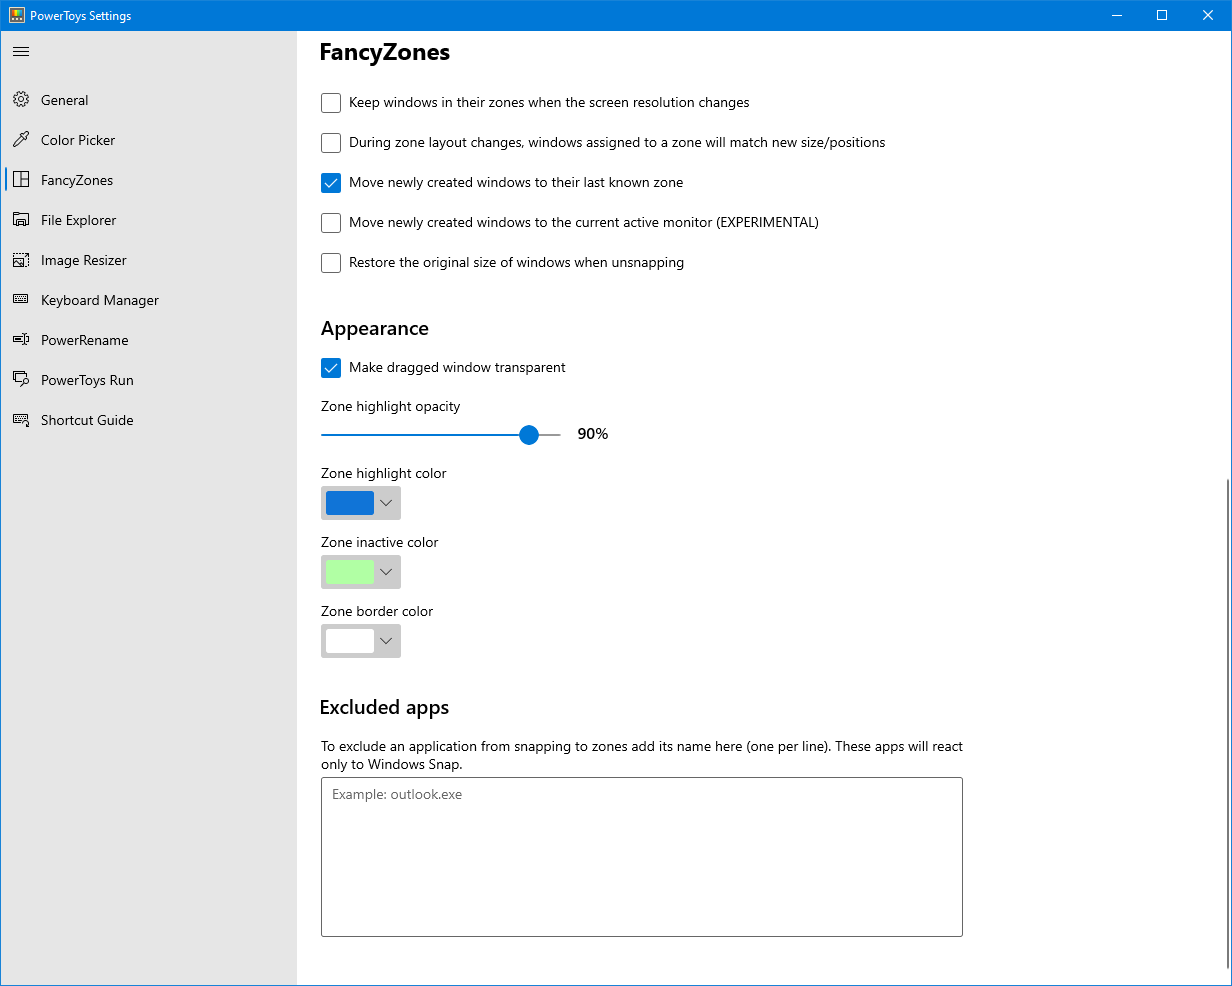 PowerToys Settings
General
Color Picker
FancyZones
File Explorer
Image Resizer
Keyboard Manager
PowerRename
PowerToys Run
Shortcut Guide
FancyZones
Keep windows in their zones when the screen resolution changes
During zone layout changes, windows assigned to a zone will match new size/positions
Move newly created windows to their last known zone
Move newly created windows to the current active monitor (EXPERIMENTAL)
Restore the original size of windows when unsnapping
Appearance
Make dragged window transparent
Zone highlight opacity
90%
Zone highlight color
Zone inactive color
Zone border color
Excluded apps
To exclude an application from snapping to zones add its name here (one per line). These apps will react
only to Windows Snap.
Example: outlook.exe